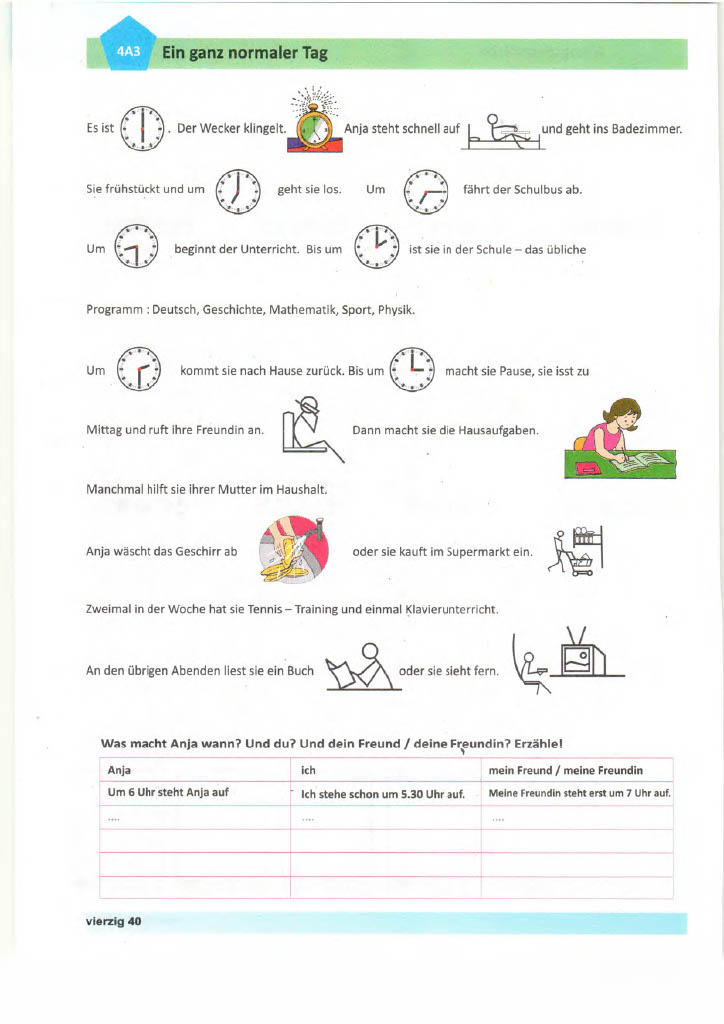 4A3 Ein ganz normaler Tag
Es ist . Der Wecker klingelt. Anja steht schnell auf und geht ins Badezimmer.
Sie frühstückt und um geht sie los. Um fährt der Schulbus ab.
Um beginnt der Unterricht. Bis um ist sie in der Schule – das übliche
Programm : Deutsch, Geschichte, Mathematik, Sport, Physik.
Um kommt sie nach Hause zurück. Bis um macht sie Pause, sie isst zu
Mittag und ruft ihre Freundin an. Dann macht sie die Hausaufgaben.
Manchmal hilft sie ihrer Mutter im Haushalt.
Anja wäscht das Geschirr ab oder sie kauft im Supermarkt ein.
Zweimal in der Woche hat sie Tennis – Training und einmal Klavierunterricht.
An den übrigen Abenden liest sie ein Buch oder sie sieht fern.
Was macht Anja wann? Und du? Und dein Freund / deine Freundin? Erzähle!
Anja ich mein Freund / meine Freundin
Um 6 Uhr steht Anja auf Ich stehe schon um 5.30 Uhr auf. Meine Freundin steht erst um 7 Uhr auf.
.... .... ....
vierzig 40